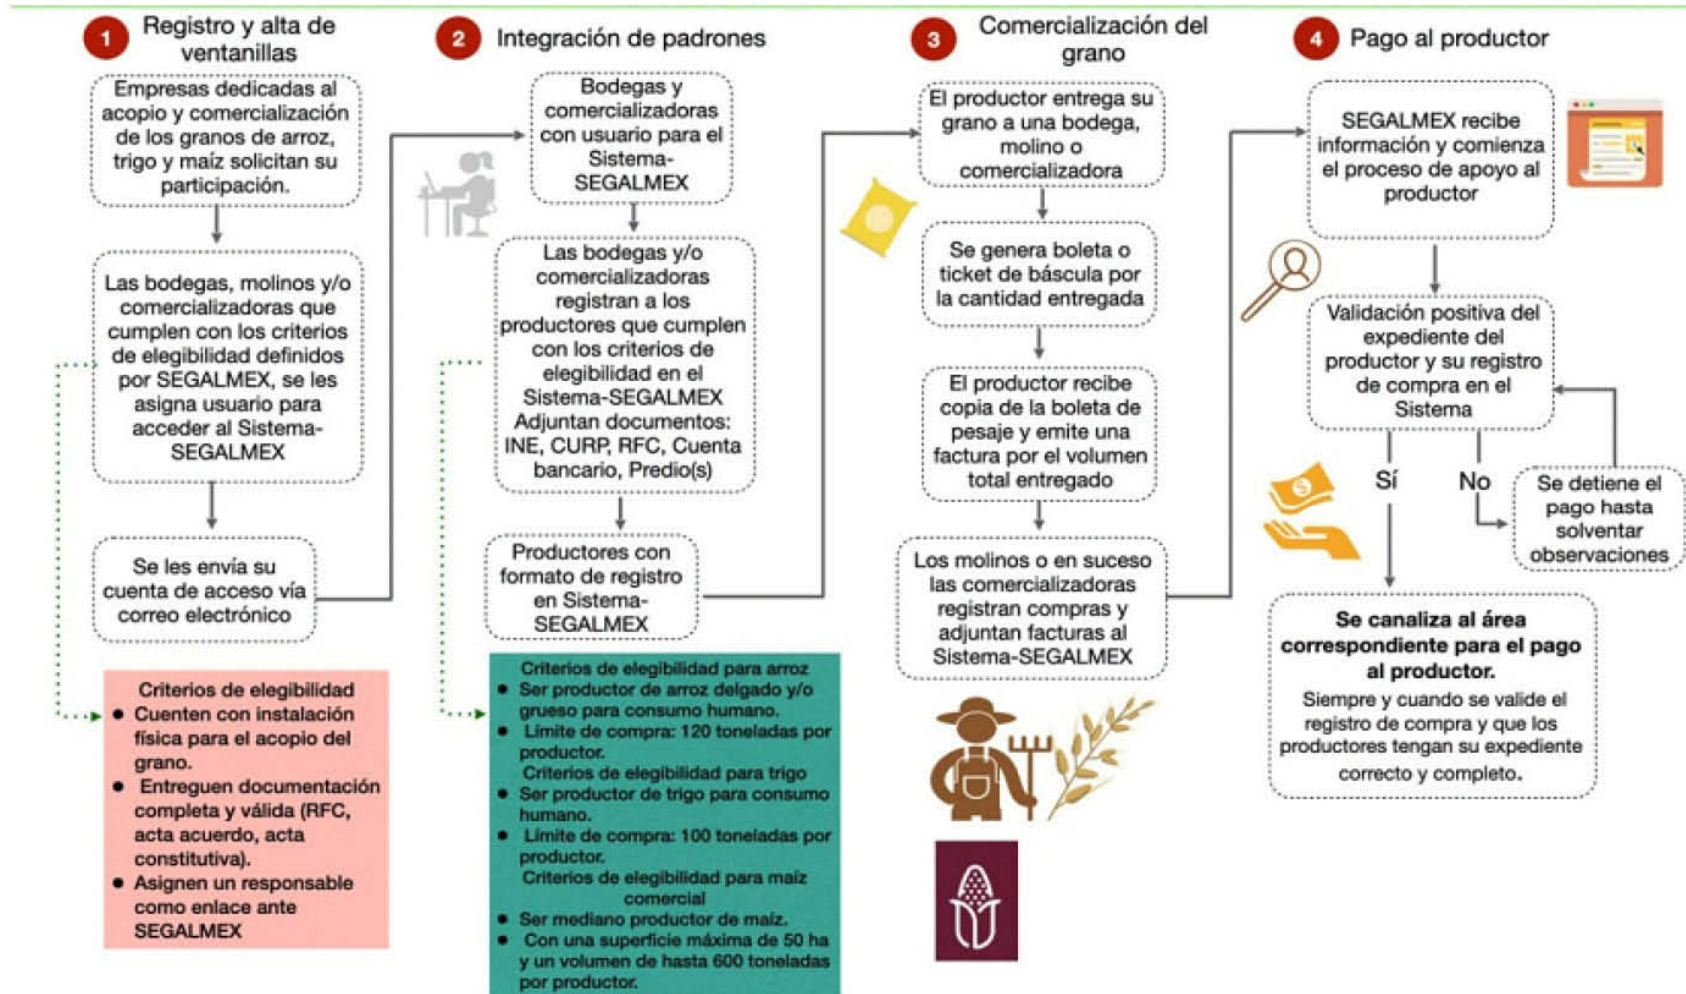 1
Registro y alta de
ventanillas
Empresas dedicadas al
acopio y comercialización
de los granos de arroz,
trigo y maíz solicitan su
participación.
Las bodegas, molinos y/o
comercializadoras que
cumplen con los criterios
de elegibilidad definidos
por SEGALMEX, se les
asigna usuario para
acceder al Sistema-
SEGALMEX
Se les envía su
cuenta de acceso vía
correo electrónico
Criterios de elegibilidad
● Cuenten con instalación
física para el acopio del
grano.
● Entreguen documentación
completa y válida (RFC,
acta acuerdo, acta
constitutiva).
● Asignen un responsable
como enlace ante
SEGALMEX
2
Integración de padrones
Bodegas y
comercializadoras
con usuario para el
Sistema-
SEGALMEX
Las bodegas y/o
comercializadoras
registran a los
productores que cumplen
con los criterios de
elegibilidad en el
Sistema-SEGALMEX
Adjuntan documentos:
INE, CURP, RFC, Cuenta
bancario, Predio(s)
Productores con
formato de registro
en Sistema-
SEGALMEX
Criterios de elegibilidad para arroz
● Ser productor de arroz delgado y/o
grueso para consumo humano.
● Límite de compra: 120 toneladas por
productor.
Criterios de elegibilidad para trigo
● Ser productor de trigo para consumo
humano.
● Límite de compra: 100 toneladas por
productor.
Criterios de elegibilidad para maíz
comercial
● Ser mediano productor de maíz.
● Con una superficie máxima de 50 ha
y un volumen de hasta 600 toneladas
por productor.
3
Comercialización del
grano
El productor entrega su
grano a una bodega,
molino o
comercializadora
Se genera boleta o
ticket de báscula por
la cantidad entregada
El productor recibe
copia de la boleta de
pesaje y emite una
factura por el volumen
total entregado
Los molinos o en suceso
las comercializadoras
registran compras y
adjuntan facturas al
Sistema-SEGALMEX
4
Pago al productor
SEGALMEX recibe
información y comienza
el proceso de apoyo al
productor
Validación positiva del
expediente del
productor y su registro
de compra en el
Sistema
Sí
No
Se detiene el
pago hasta
solventar
observaciones
Se canaliza al área
correspondiente para el pago
al productor.
Siempre y cuando se valide el
registro de compra y que los
productores tengan su expediente
correcto y completo.